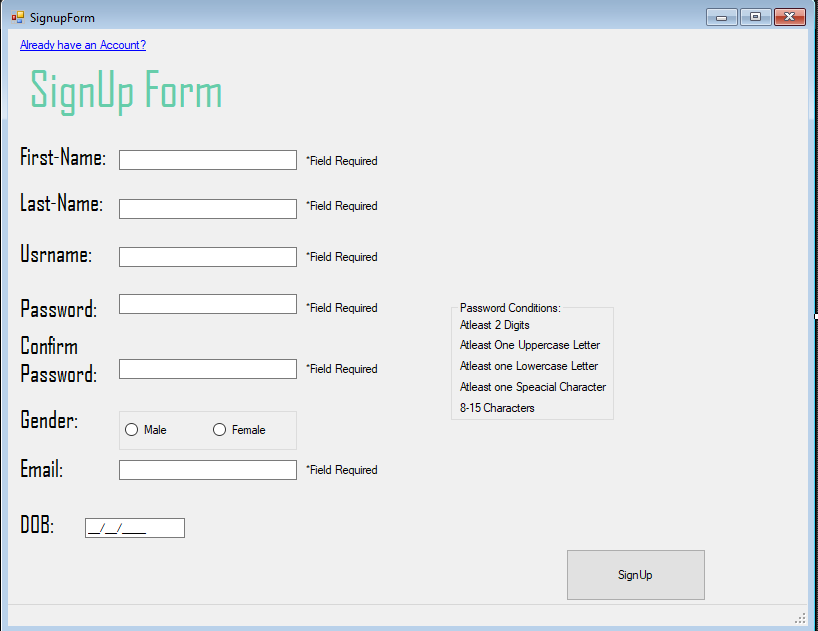 SignupForm
Already have an Account?
SignUp Form
First-Name:
*Field Required
Last-Name:
*Field Required
Usrname:
*Field Required
Password:
*Field Required
Confirm
Password:
*Field Required
Password Conditions:
Atleast 2 Digits
Atleast One Uppercase Letter
Atleast one Lowercase Letter
Atleast one Speacial Character
8-15 Characters
Gender:
Male
Female
Email:
*Field Required
DOB:
__/__/____
SignUp